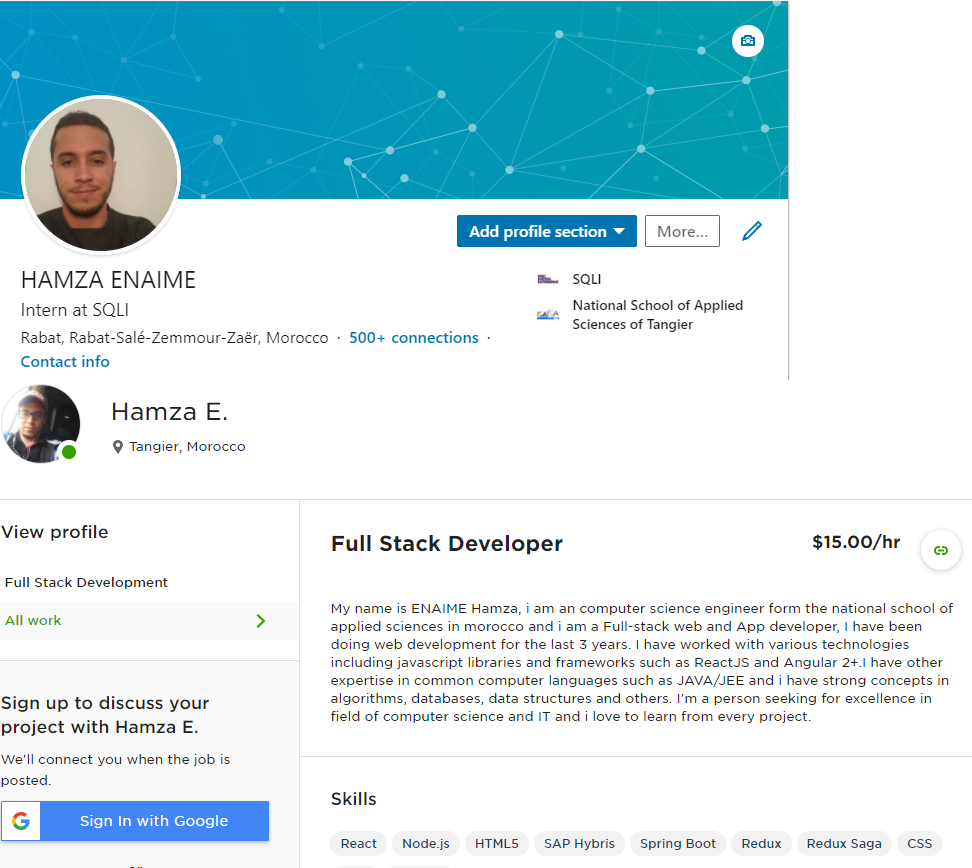 Add profile section
More...
HAMZA ENAIME
Intern at SQLI
Rabat, Rabat-Salé-Zemmour-Zaër, Morocco · 500+ connections ·
Contact info
SQLI
National School of Applied
Sciences of Tangier
Hamza E.
Tangier, Morocco
View profile
Full Stack Development
All work
Sign up to discuss your
project with Hamza E.
We'll connect you when the job is
posted.
Sign In with Google
Full Stack Developer
$15.00/hr
My name is ENAIME Hamza, i am an computer science engineer form the national school of
applied sciences in morocco and i am a Full-stack web and App developer, I have been
doing web development for the last 3 years. I have worked with various technologies
including javascript libraries and frameworks such as ReactJS and Angular 2+.I have other
expertise in common computer languages such as JAVA/JEE and i have strong concepts in
algorithms, databases, data structures and others. I'm a person seeking for excellence in
field of computer science and IT and i love to learn from every project.
Skills
React Node.js HTML5 SAP Hybris Spring Boot Redux Redux Saga CSS